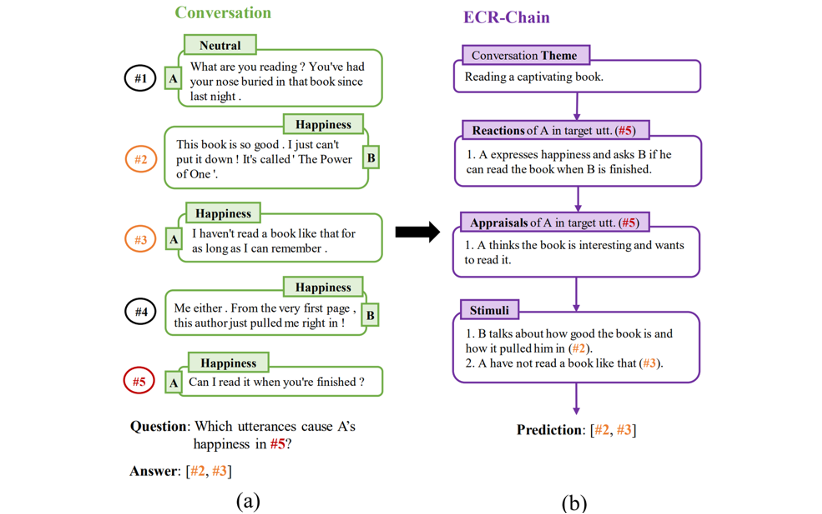 Conversation
Neutral
#1
A
What are you reading ? You've had
your nose buried in that book since
last night .
Happiness
#2
This book is so good . I just can't
put it down ! It's called ' The Power
of One '.
B
Happiness
#3
A
I haven't read a book like that for
as long as I can remember .
Happiness
#4
Me either . From the very first page ,
this author just pulled me right in !
B
Happiness
#5
A
Can I read it when you're finished ?
Question: Which utterances cause A's
happiness in #5?
Answer: [#2, #3]
(a)
ECR-Chain
Conversation Theme
Reading a captivating book.
Reactions of A in target utt. (#5)
1. A expresses happiness and asks B if he
can read the book when B is finished.
Appraisals of A in target utt. (#5)
1. A thinks the book is interesting and wants
to read it.
Stimuli
1. B talks about how good the book is and
how it pulled him in (#2).
2. A have not read a book like that (#3).
Prediction: [#2, #3]
(b)